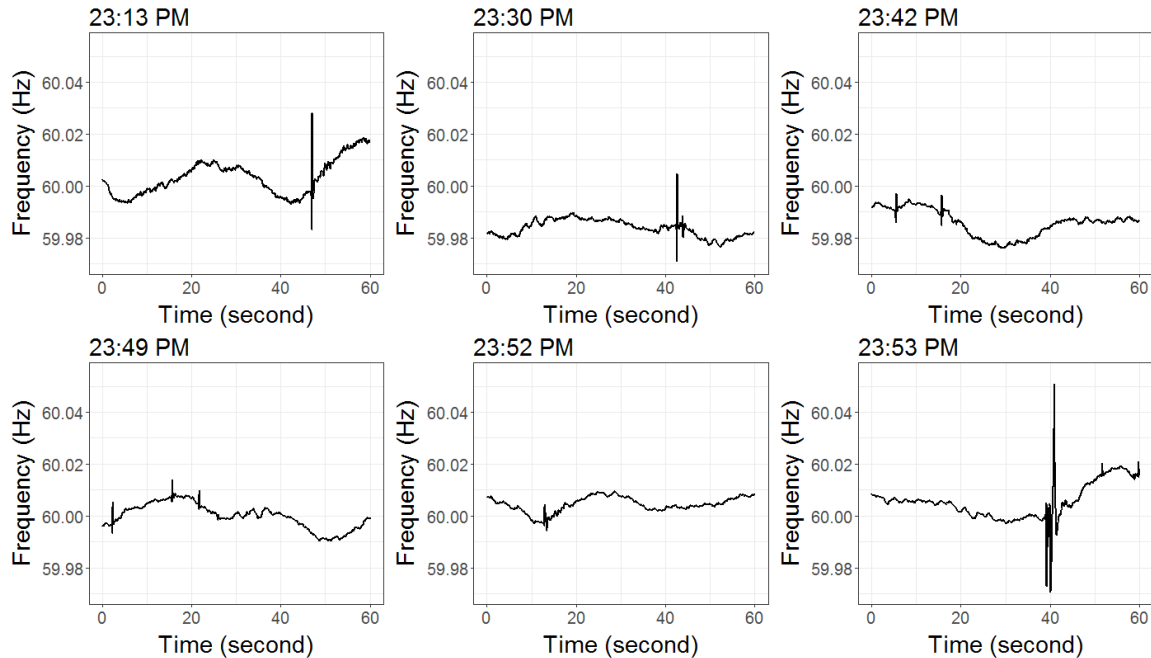 23:13 PM
Frequency (Hz)
60.04
60.02
60.00
59.98
0 20 40 60
Time (second)
23:30 PM
Frequency (Hz)
60.04
60.02
60.00
59.98
0 20 40 60
Time (second)
23:42 PM
Frequency (Hz)
60.04
60.02
60.00
59.98
0 20 40 60
Time (second)
23:49 PM
Frequency (Hz)
60.04
60.02
60.00
59.98
0 20 40 60
Time (second)
23:52 PM
Frequency (Hz)
60.04
60.02
60.00
59.98
0 20 40 60
Time (second)
23:53 PM
Frequency (Hz)
60.04
60.02
60.00
59.98
0 20 40 60
Time (second)